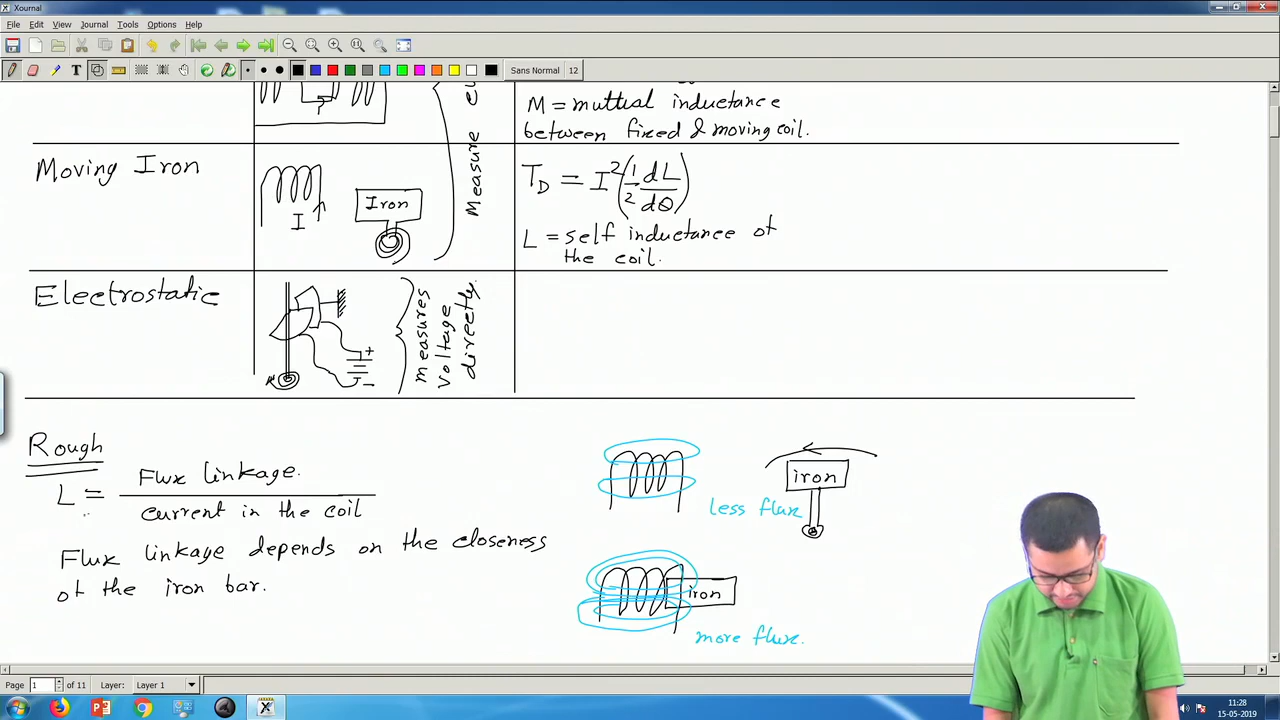 Xournal
File Edit View Journal Tools Options Help
Sans Normal 12
M = muttual inductance
between fixed & moving coil.
Measure
Moving Iron
I
Iron
T_D = I²(1/2 dL/dθ)
L = self inductance of
the coil.
Electrostatic
+
-
measures
voltage
directly.
Rough
L = Flux linkage. / current in the coil
Flux linkage depends on the closeness
of the iron bar.
less flux
iron
iron
more flux.
Page 1 of 11 Layer: Layer 1
11:28
15-05-2019